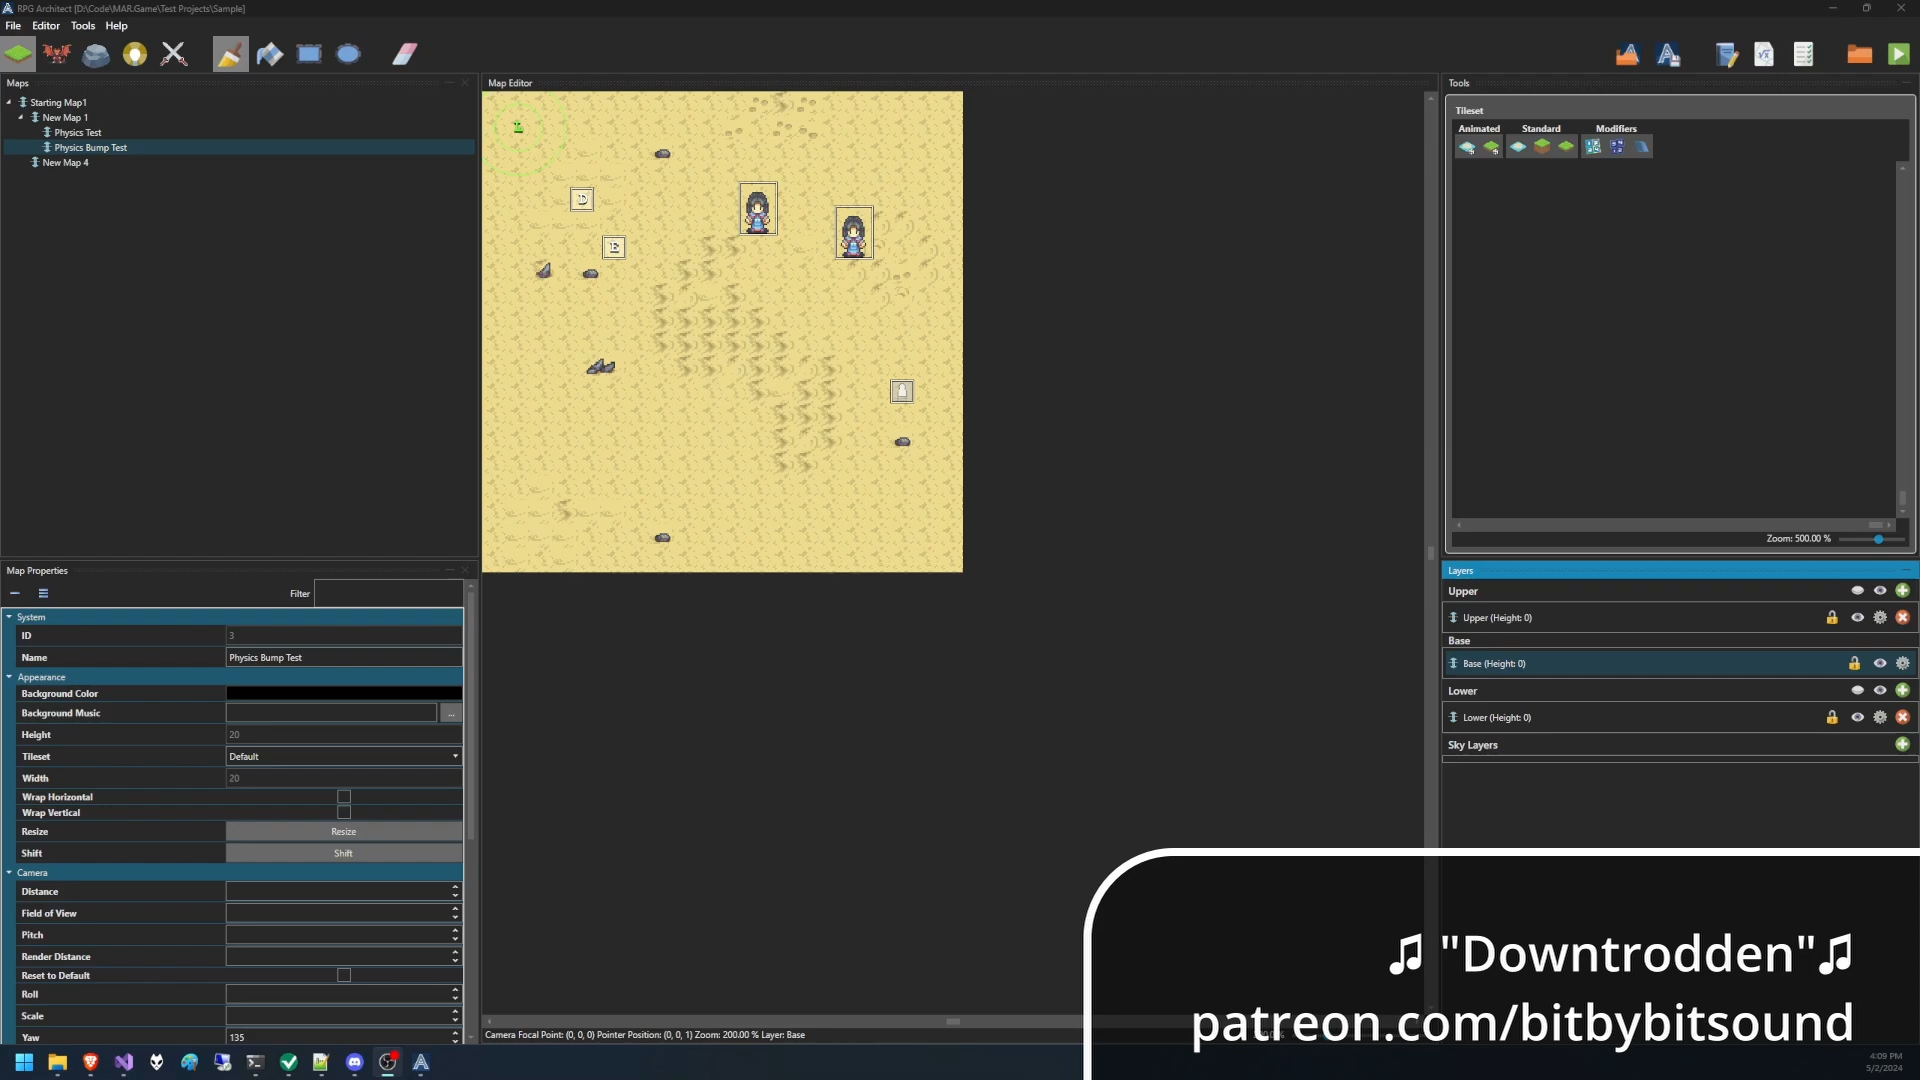 RPG Architect [D:\Code\MAR.Game\Test Projects\Sample]
File Editor Tools Help
Maps
Starting Map1
New Map 1
Physics Test
Physics Bump Test
New Map 4
Map Editor
D
E
Tools
Tileset
Animated Standard Modifiers
Zoom: 500.00 %
Layers
Upper
Upper (Height: 0)
Base
Base (Height: 0)
Lower
Lower (Height: 0)
Sky Layers
Map Properties
Filter
System
ID 3
Name Physics Bump Test
Appearance
Background Color
Background Music ...
Height 20
Tileset Default
Width 20
Wrap Horizontal
Wrap Vertical
Resize Resize
Shift Shift
Camera
Distance
Field of View
Pitch
Render Distance
Reset to Default
Roll
Scale
Yaw 135
Camera Focal Point: (0, 0, 0) Pointer Position: (0, 0, 1) Zoom: 200.00 % Layer: Base
♫ "Downtrodden"♫
patreon.com/bitbybitsound
4:09 PM
5/2/2024